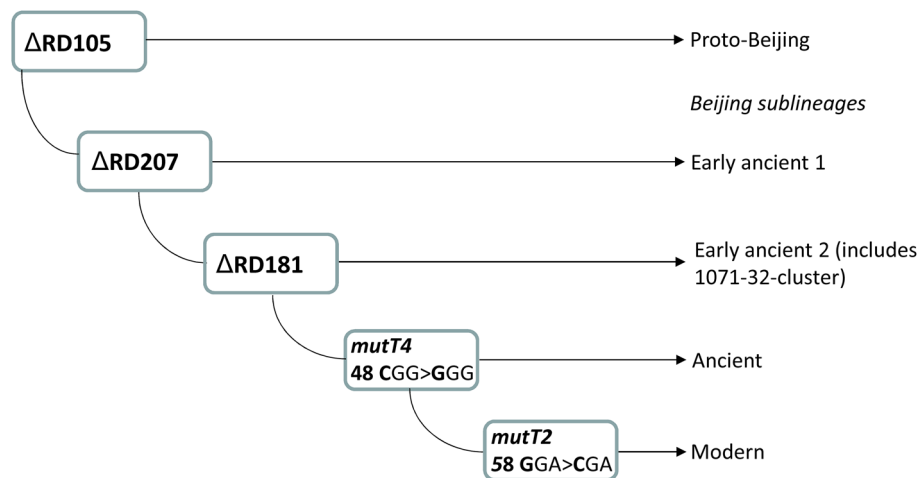 ΔRD105
Proto-Beijing
Beijing sublineages
ΔRD207
Early ancient 1
ΔRD181
Early ancient 2 (includes
1071-32-cluster)
mutT4
48 CGG>GGG
Ancient
mutT2
58 GGA>CGA
Modern